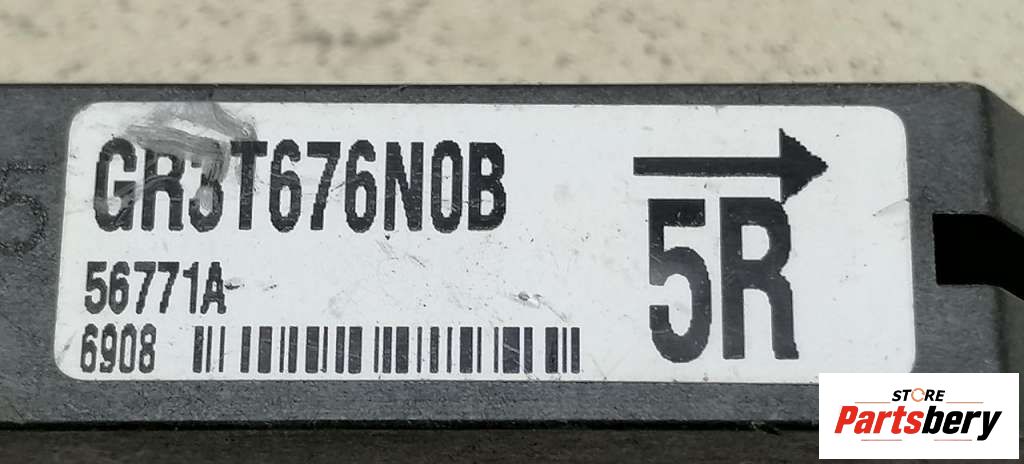 GR3T676N0B
56771A
6908
5R
STORE
Partsbery